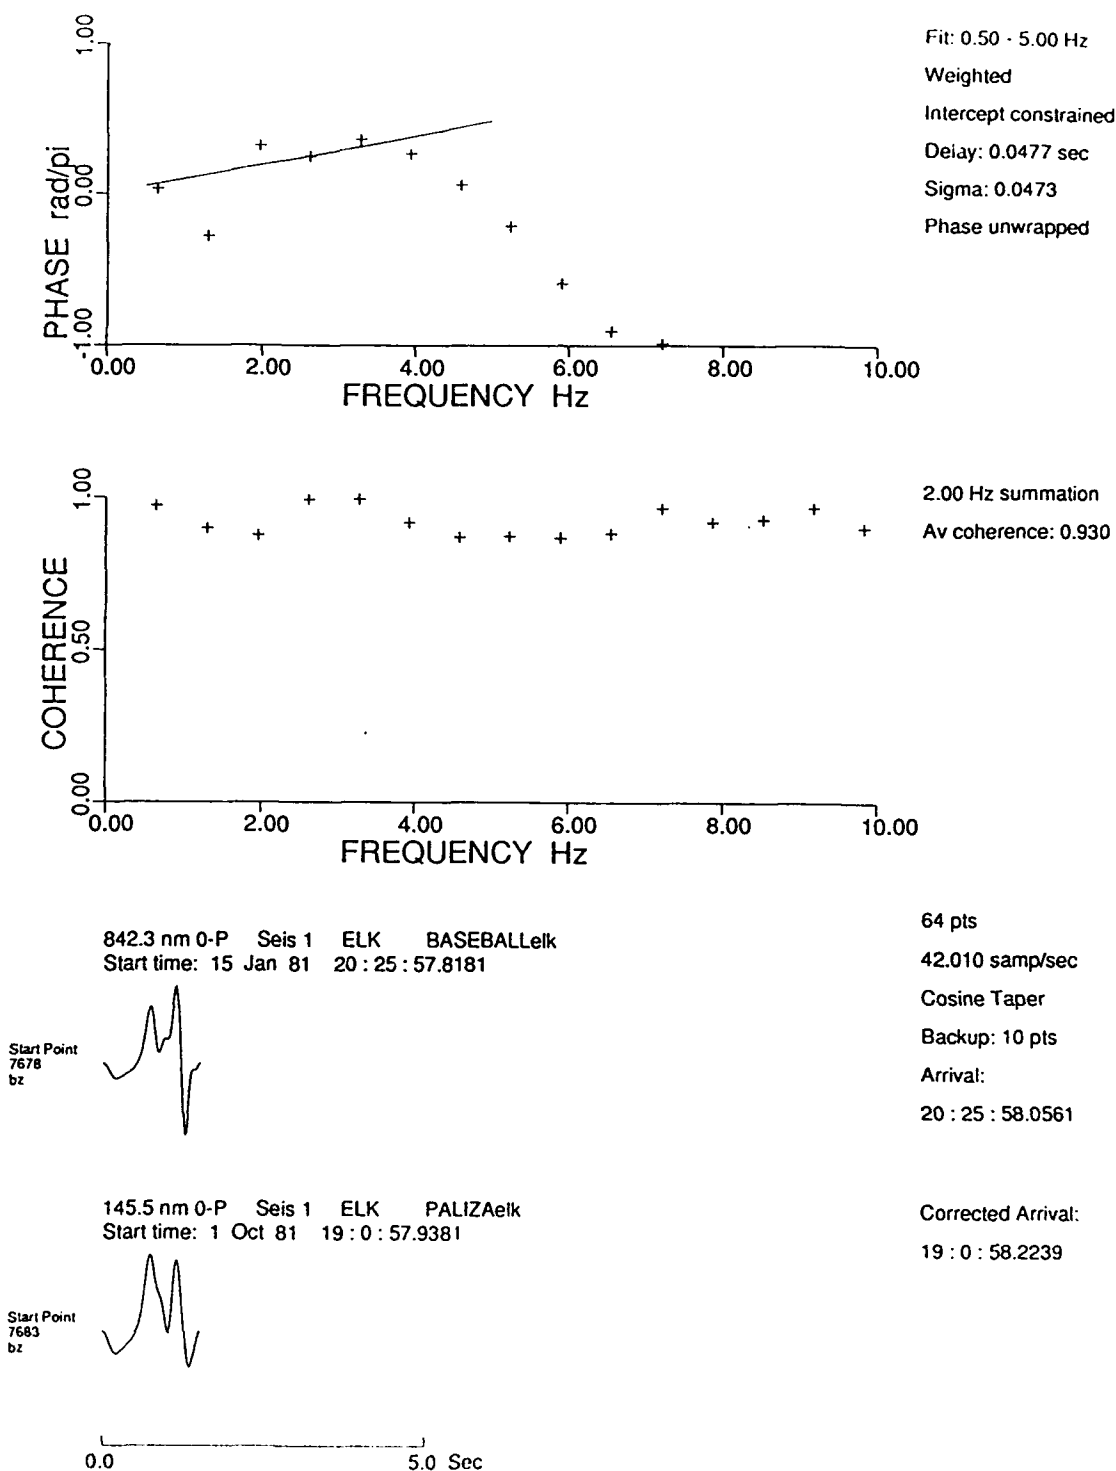 1.00
0.00
-1.00
PHASE rad/pi
0.00 2.00 4.00 6.00 8.00 10.00
FREQUENCY Hz
Fit: 0.50 - 5.00 Hz
Weighted
Intercept constrained
Delay: 0.0477 sec
Sigma: 0.0473
Phase unwrapped
1.00
0.50
0.00
COHERENCE
0.00 2.00 4.00 6.00 8.00 10.00
FREQUENCY Hz
2.00 Hz summation
Av coherence: 0.930
842.3 nm 0-P Seis 1 ELK BASEBALLelk
Start time: 15 Jan 81 20 : 25 : 57.8181
Start Point
7678
bz
64 pts
42.010 samp/sec
Cosine Taper
Backup: 10 pts
Arrival:
20 : 25 : 58.0561
145.5 nm 0-P Seis 1 ELK PALIZAelk
Start time: 1 Oct 81 19 : 0 : 57.9381
Start Point
7683
bz
Corrected Arrival:
19 : 0 : 58.2239
0.0 5.0 Sec